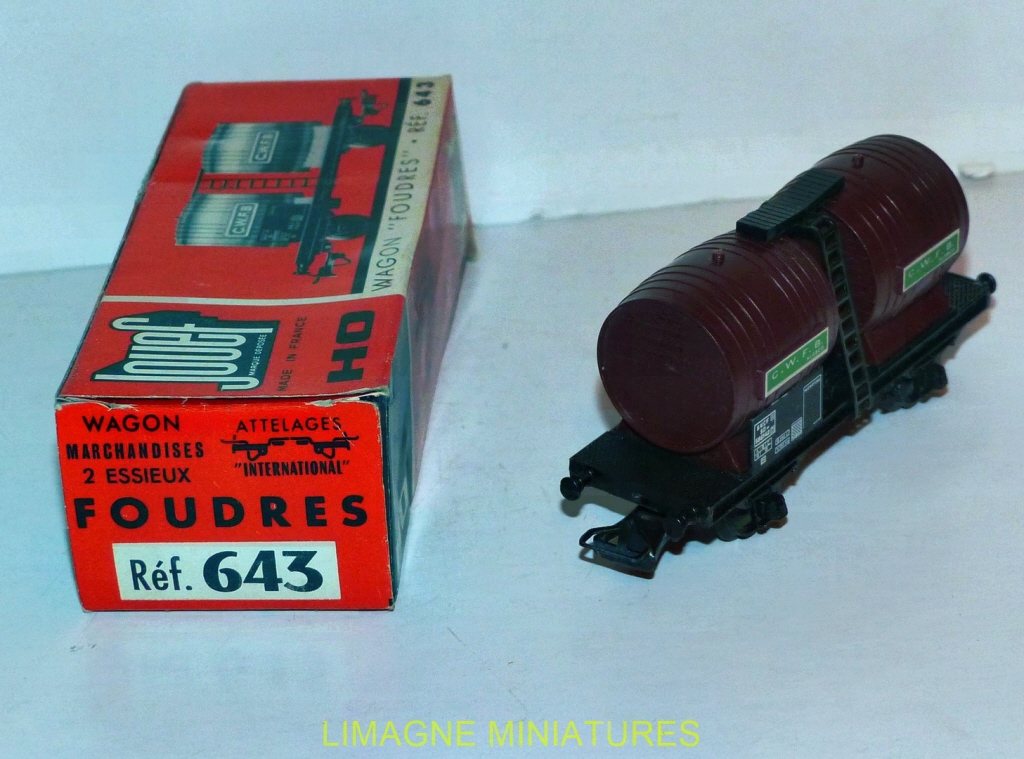 C.W.F.B
C.W.F.B
WAGON "FOUDRES" • RÉF. 643
Jouef
MARQUE DÉPOSÉE
MADE IN FRANCE
HO
WAGON
MARCHANDISES
2 ESSIEUX
ATTELAGES
"INTERNATIONAL"
FOUDRES
Réf. 643
C.W.F.B.
C.W.F.B.
LIMAGNE MINIATURES